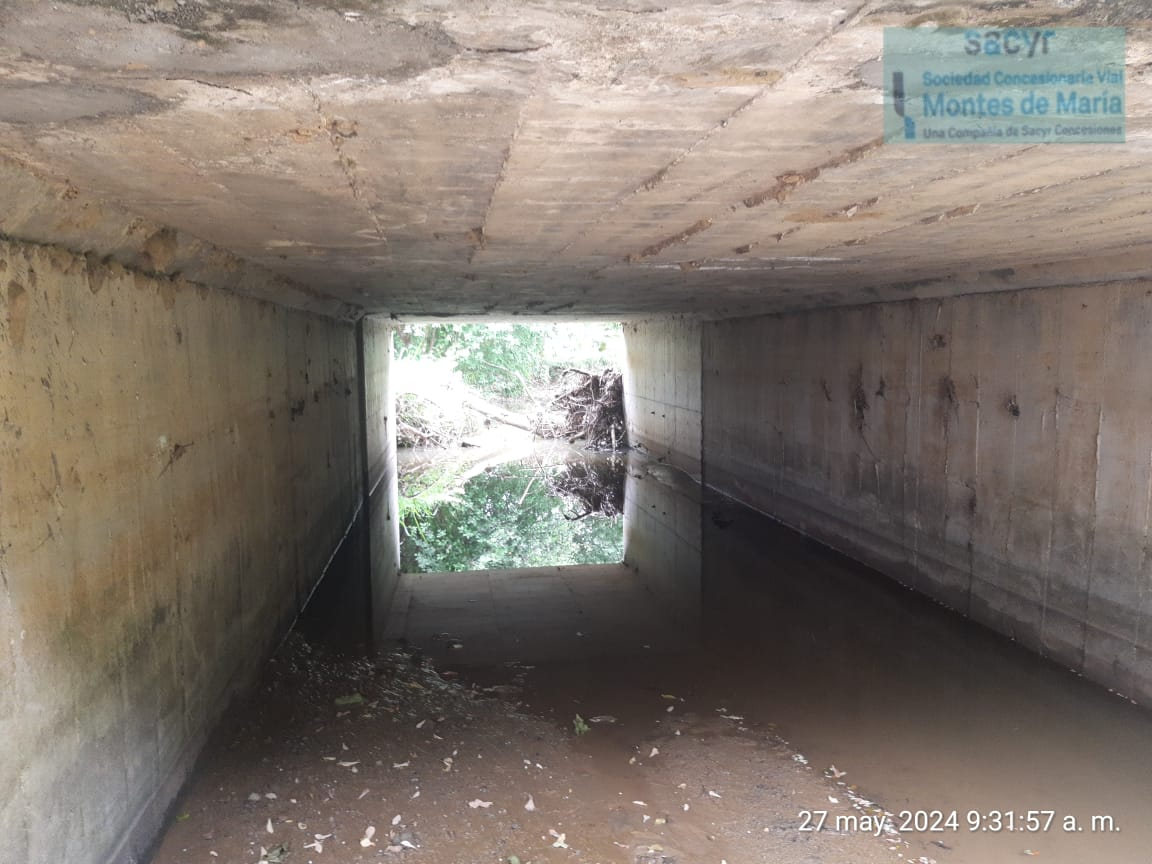 sacyr
Sociedad Concesionaria Vial
Montes de María
Una Compañía de Sacyr Concesiones
27 may. 2024 9:31:57 a. m.